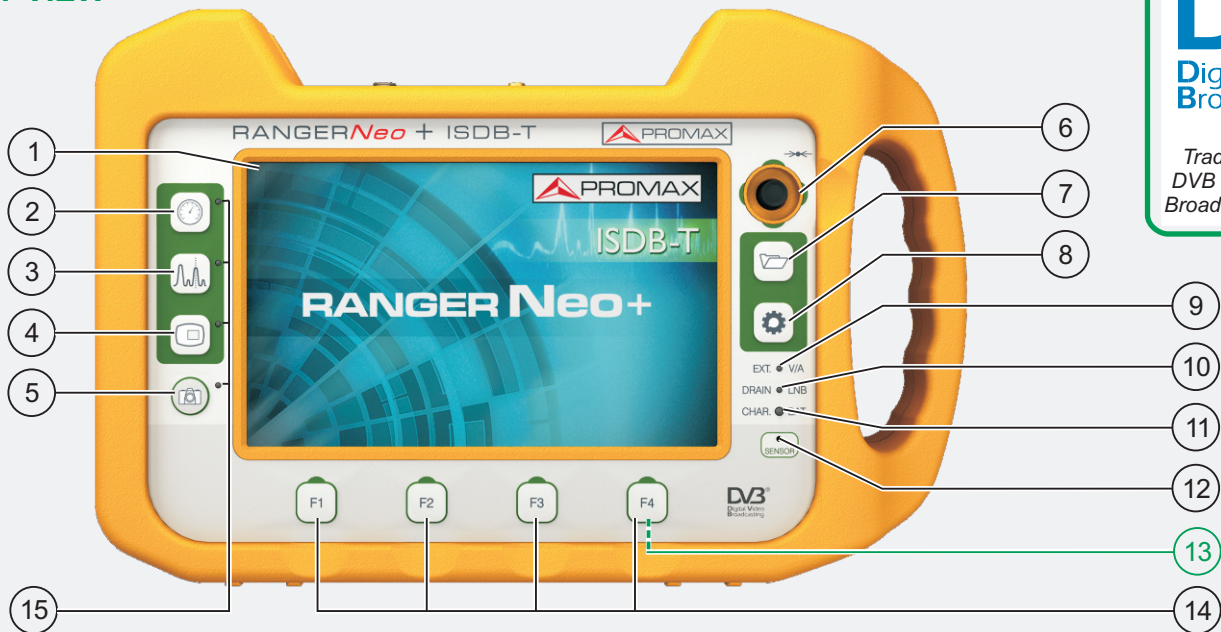 RANGERNeo + ISDB-T
PROMAX
PROMAX
ISDB-T
RANGER Neo+
EXT. V/A
DRAIN LNB
CHAR. BAT
SENSOR
F1
F2
F3
F4
DVB®
Digital Video
Broadcasting
1
2
3
4
5
15
6
7
8
9
10
11
12
13
14
D
Dig
Bro
Trad
DVB
Broad